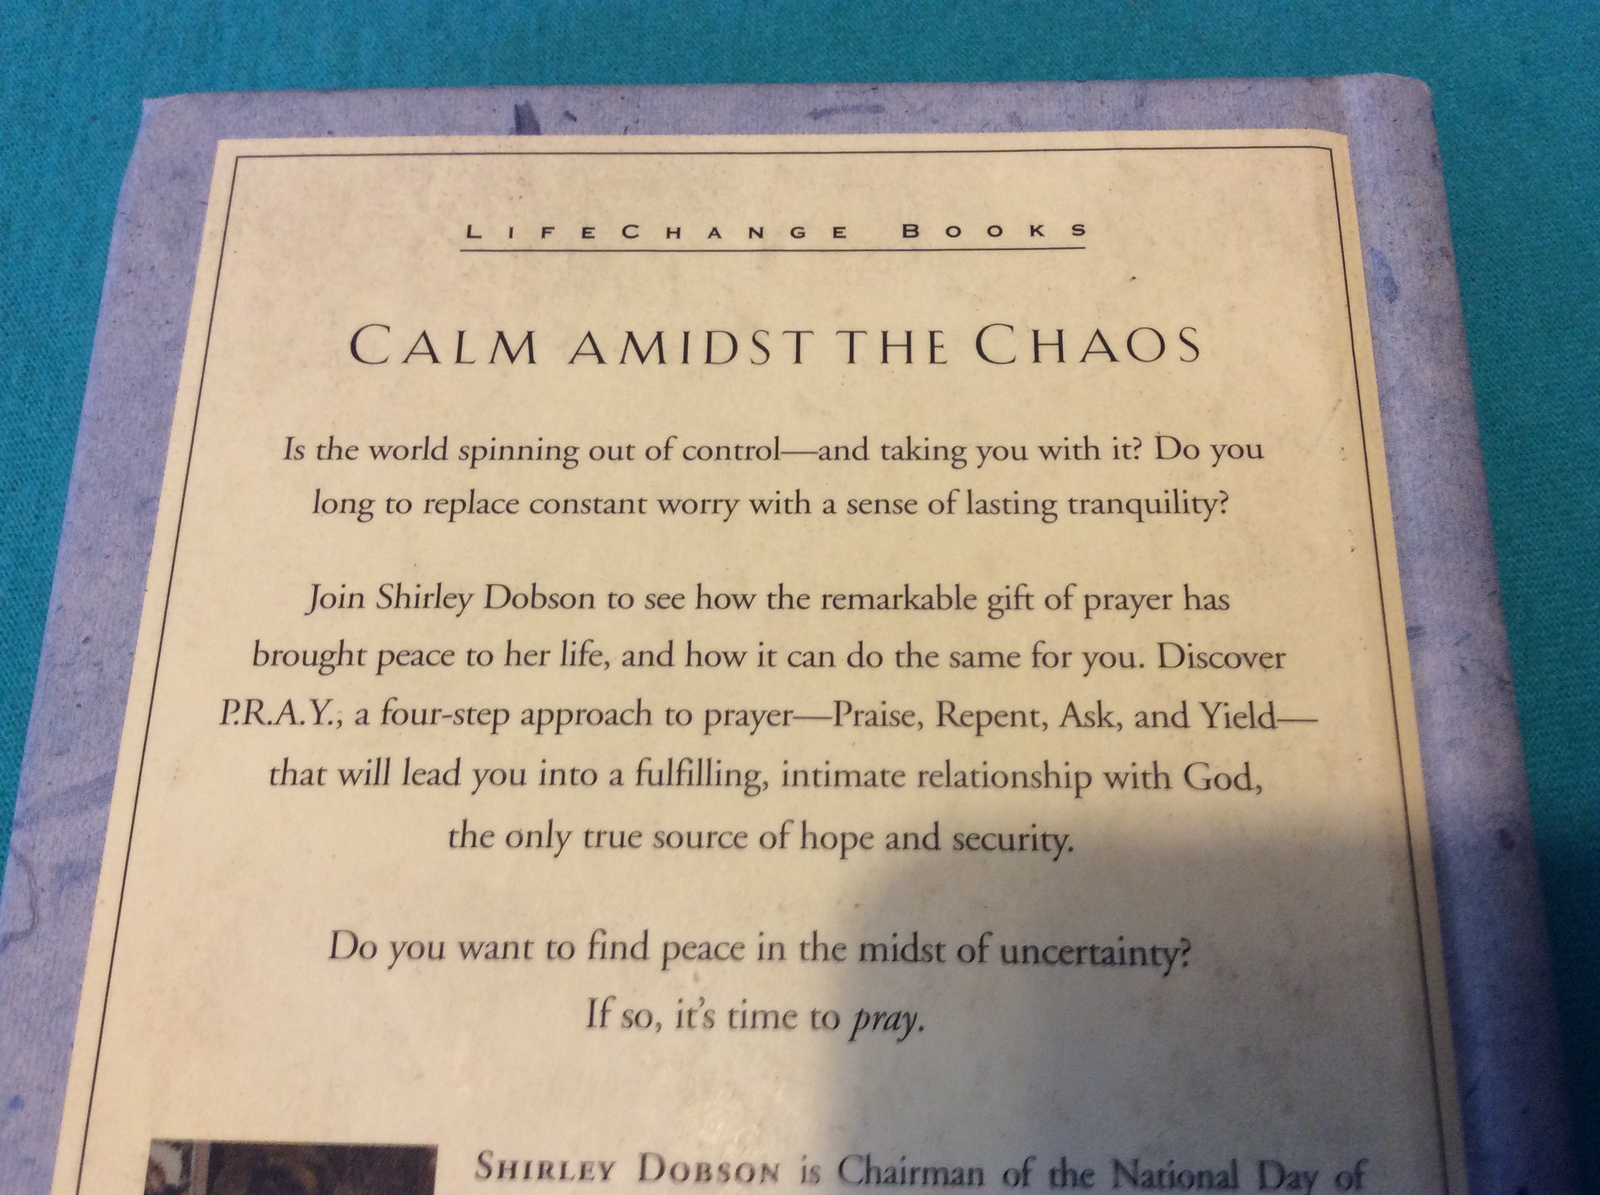 LIFECHANGE BOOKS
CALM AMIDST THE CHAOS
Is the world spinning out of control—and taking you with it? Do you
long to replace constant worry with a sense of lasting tranquility?
Join Shirley Dobson to see how the remarkable gift of prayer has
brought peace to her life, and how it can do the same for you. Discover
P.R.A.Y., a four-step approach to prayer—Praise, Repent, Ask, and Yield—
that will lead you into a fulfilling, intimate relationship with God,
the only true source of hope and security.
Do you want to find peace in the midst of uncertainty?
If so, it's time to pray.
SHIRLEY DOBSON is Chairman of the National Day of